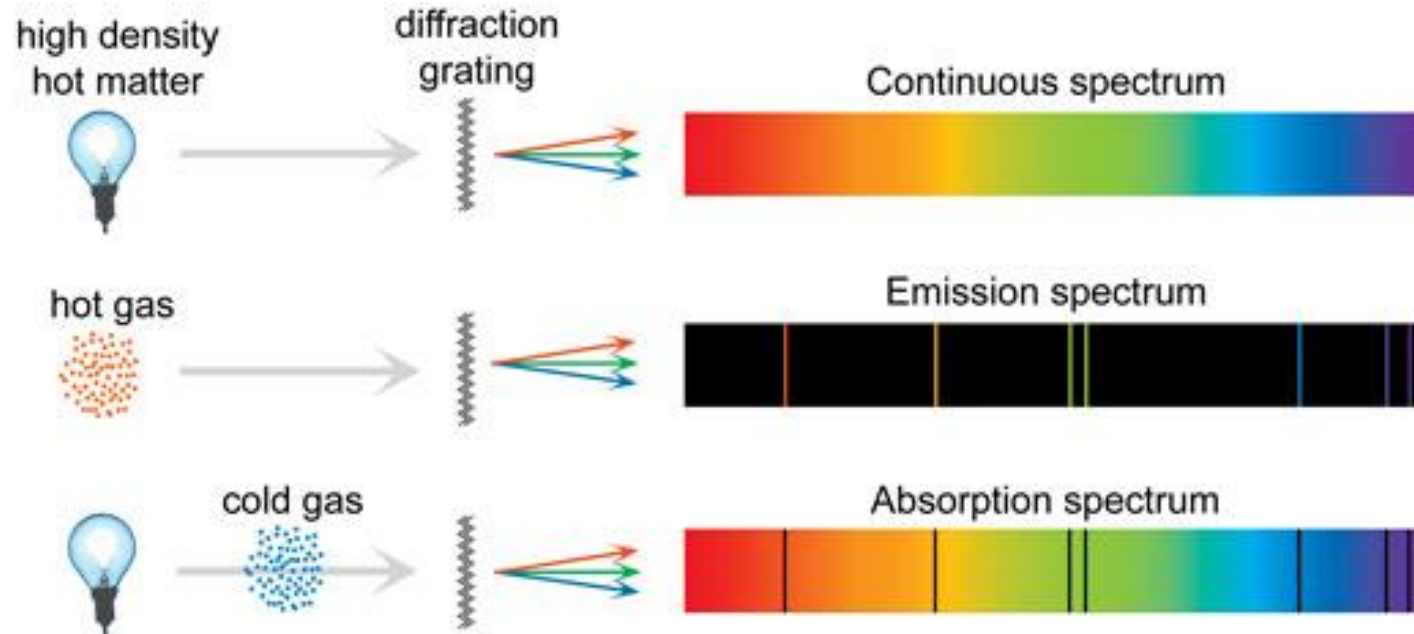 high density
hot matter
diffraction
grating
Continuous spectrum
hot gas
Emission spectrum
cold gas
Absorption spectrum